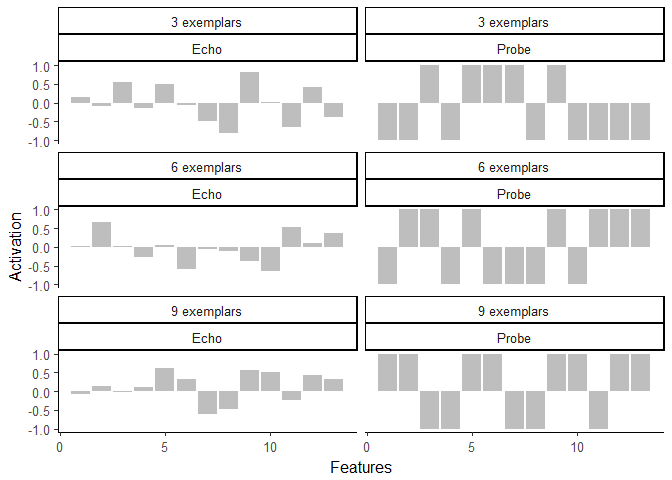 3 exemplars 3 exemplars
Echo Probe
1.0
0.5
0.0
-0.5
-1.0
6 exemplars 6 exemplars
Echo Probe
1.0
0.5
0.0
-0.5
-1.0
9 exemplars 9 exemplars
Echo Probe
1.0
0.5
0.0
-0.5
-1.0
0 5 10 0 5 10
Features
Activation